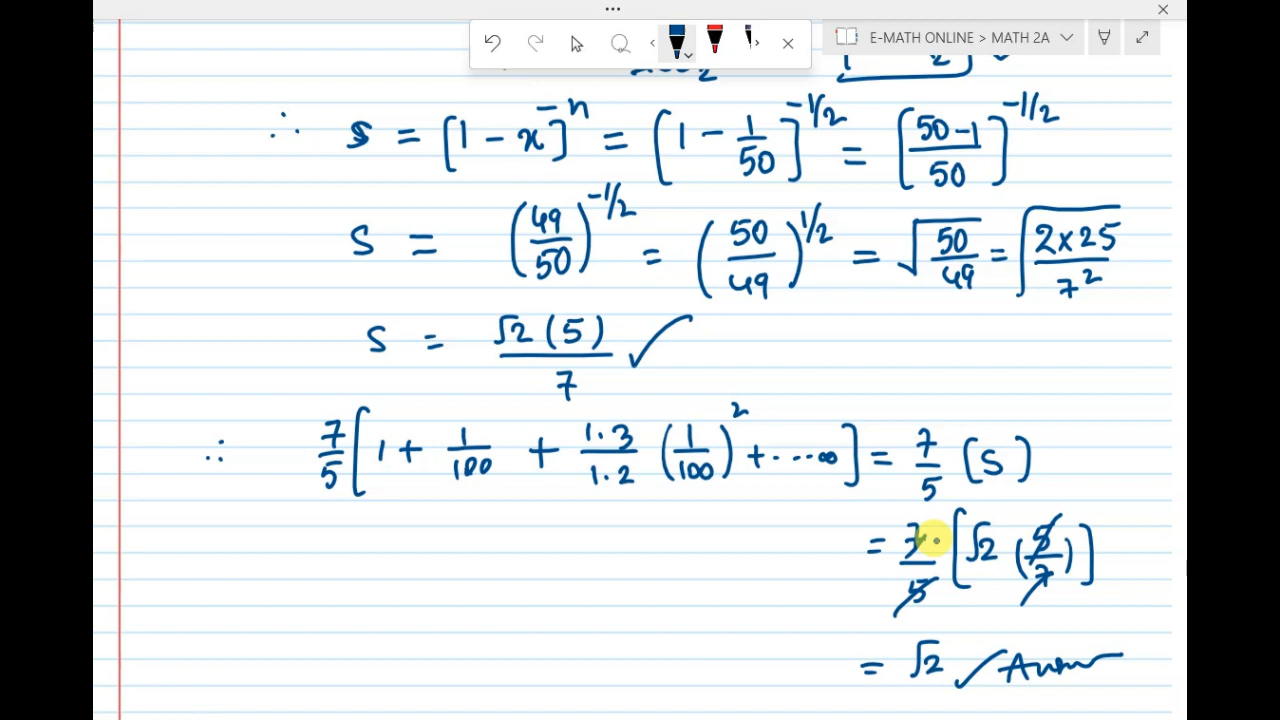 E-MATH ONLINE > MATH 2A
∴ S = [1 - x]^-n = [1 - 1/50]^-1/2 = [50-1/50]^-1/2
S = (49/50)^-1/2 = (50/49)^1/2 = √50/49 = √2×25/7²
S = √2 (5)/7 ✓
∴ 7/5 [1 + 1/100 + 1.3/1.2 (1/100)² + ....∞] = 7/5 (S)
= 7/5 . [√2 (5/7)]
= √2 ✓ Answer